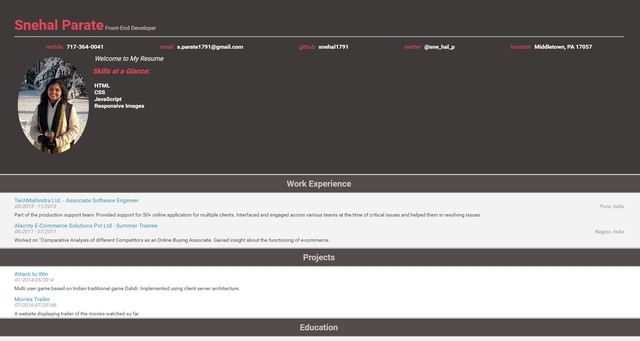 Snehal Parate Front-End Developer
mobile 717-364-0041 email s.parate1791@gmail.com github snehal1791 twitter @sne_hal_p location Middletown, PA 17057
Welcome to My Resume
Skills at a Glance:
HTML
CSS
JavaScript
Responsive Images
Work Experience
TechMahindra Ltd. - Associate Software Engineer
05/2013 - 11/2013 Pune, India
Part of the production support team. Provided support for 50+ online application for multiple clients. Interfaced and engaged across various teams at the time of critical issues and helped them in resolving issues
Alacrity E-Commerce Solutions Pvt Ltd - Summer Trainee
06/2011 - 07/2011 Nagpur, India
Worked on "Comparative Analysis of different Competitors as an Online Buying Associate. Gained insight about the functioning of e-commerce.
Projects
Attack to Win
01/2014-05/2014
Multi user game based on Indian traditional game Dahdi. Implemented using client server architecture.
Movies Trailer
07/2016-07/20146
A website displaying trailer of the movies watched so far
Education